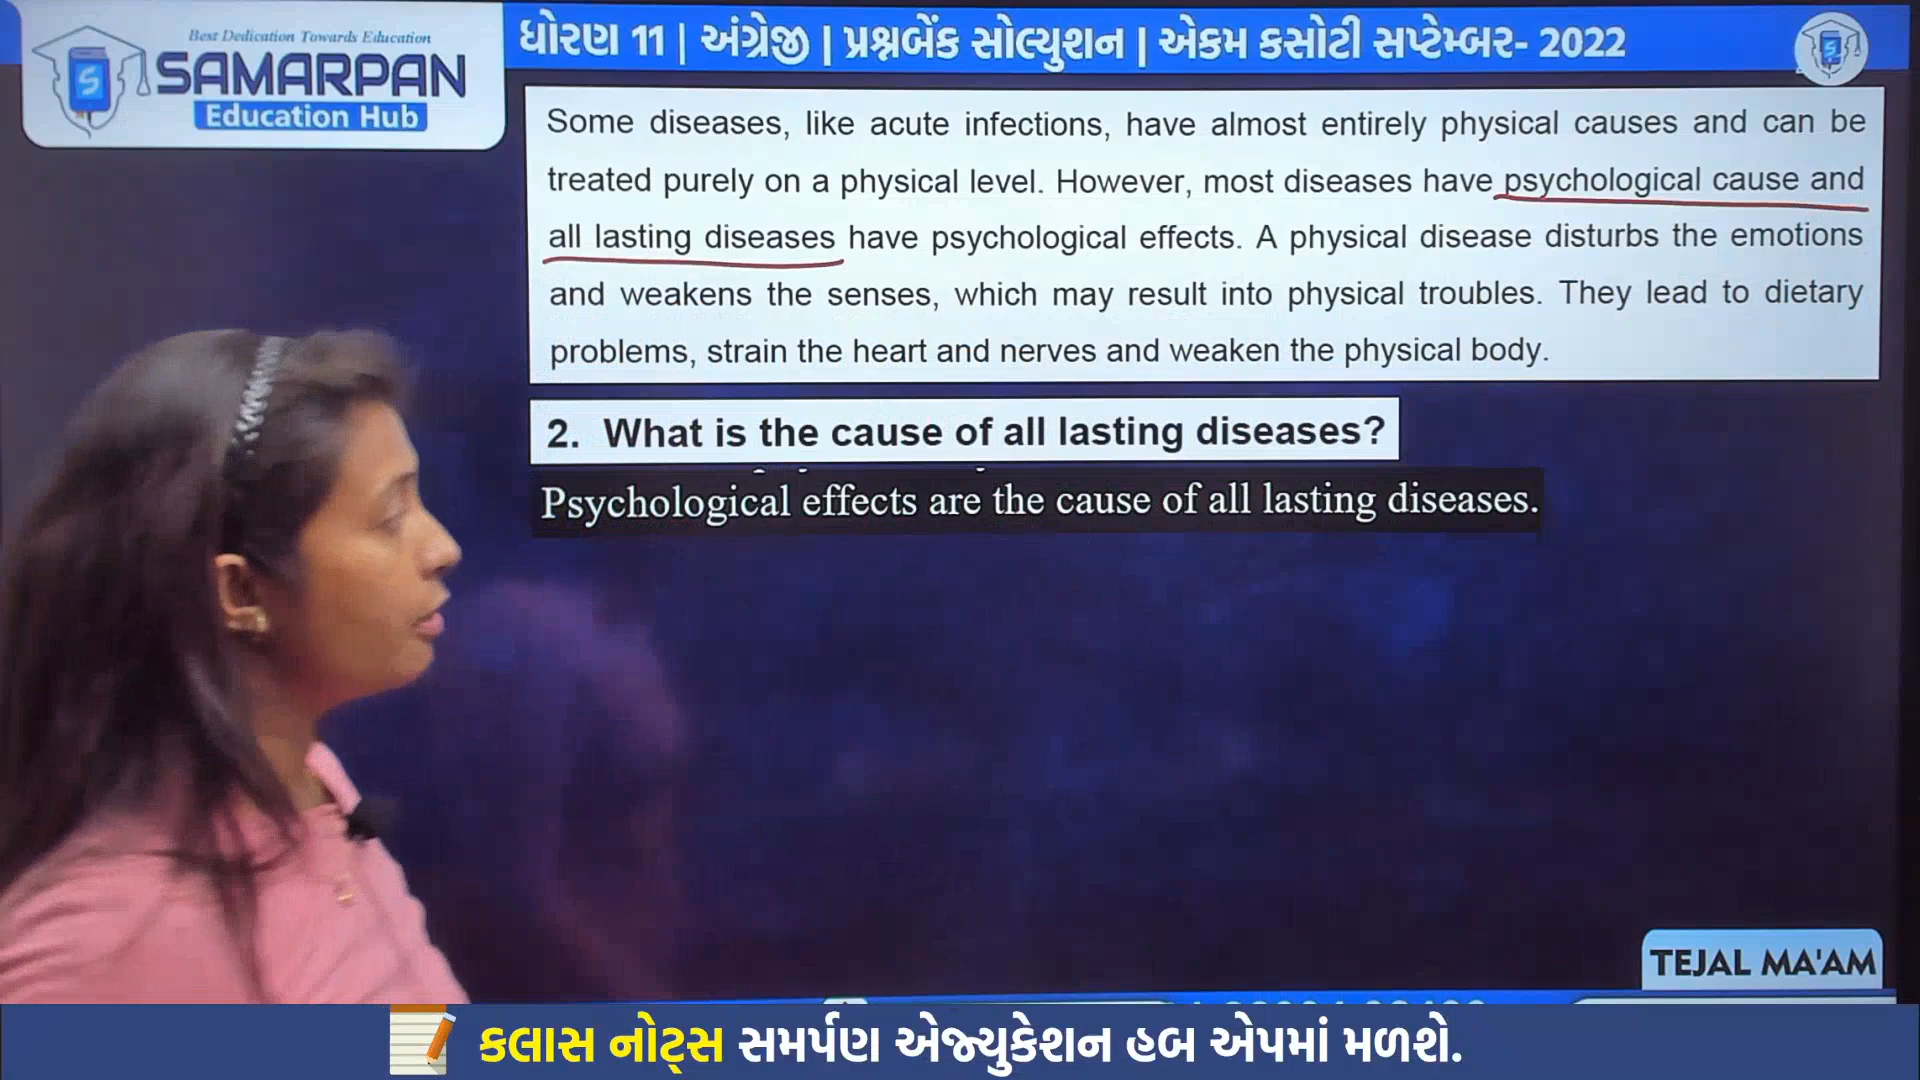 Best Dedication Towards Education
SAMARPAN
Education Hub
ધોરણ 11 | અંગ્રેજી | પ્રશ્નબેંક સોલ્યુશન | એકમ કસોટી સપ્ટેમ્બર- 2022
Some diseases, like acute infections, have almost entirely physical causes and can be
treated purely on a physical level. However, most diseases have psychological cause and
all lasting diseases have psychological effects. A physical disease disturbs the emotions
and weakens the senses, which may result into physical troubles. They lead to dietary
problems, strain the heart and nerves and weaken the physical body.
2. What is the cause of all lasting diseases?
Psychological effects are the cause of all lasting diseases.
TEJAL MA'AM
કલાસ નોટ્સ સમર્પણ એજ્યુકેશન હબ એપમાં મળશે.